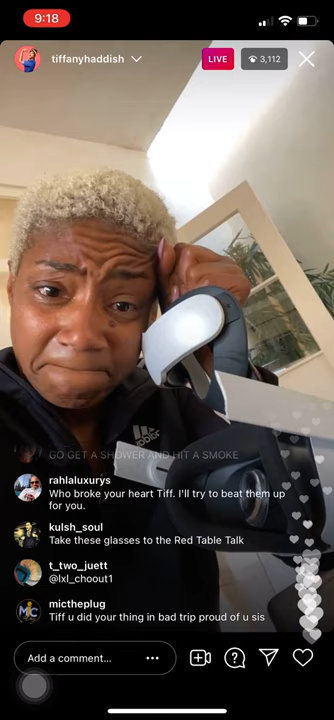 9:18
tiffanyhaddish
LIVE
3,112
adidas
GO GET A SHOWER AND HIT A SMOKE
rahlaluxurys
Who broke your heart Tiff. I'll try to beat them up
for you.
kulsh_soul
Take these glasses to the Red Table Talk
t_two_juett
@lxl_choout1
MC
mictheplug
Tiff u did your thing in bad trip proud of u sis
Add a comment...